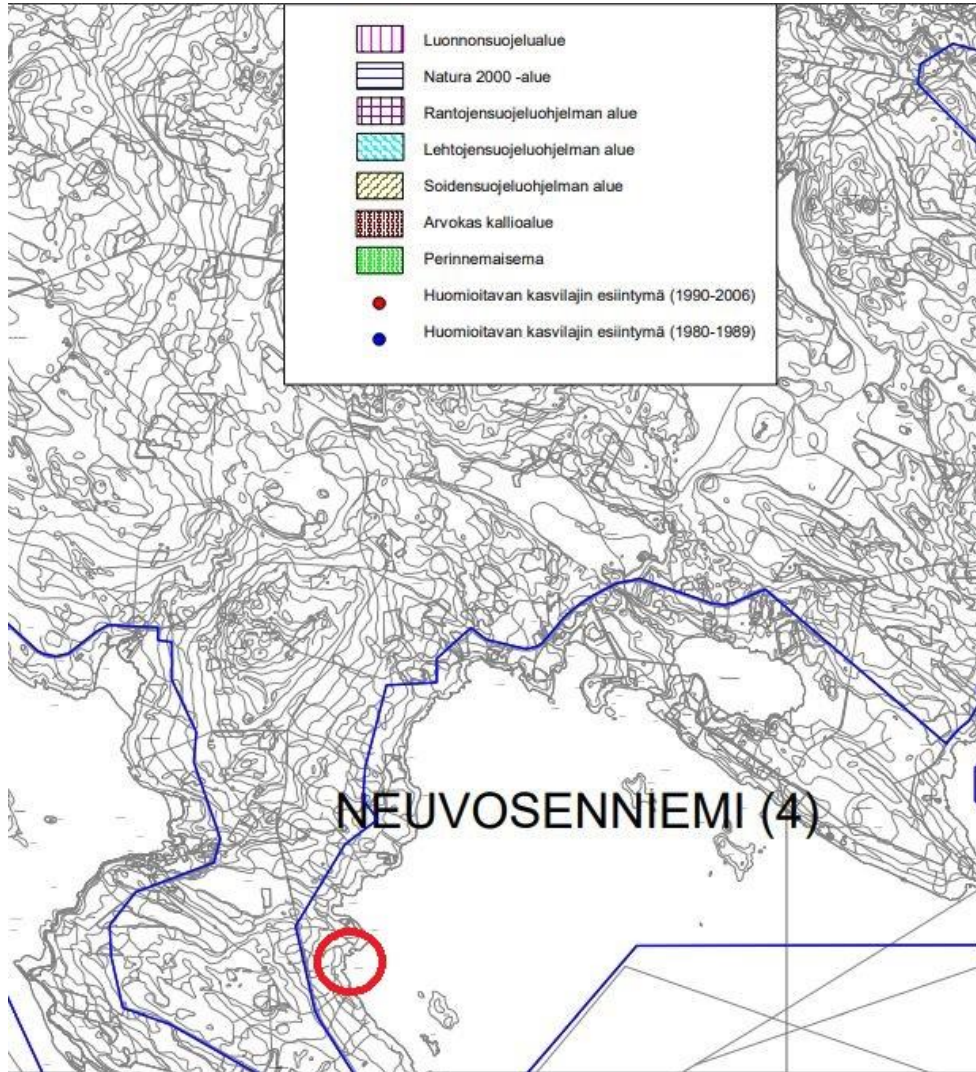 Luonnonsuojelualue
Natura 2000 -alue
Rantojensuojeluohjelman alue
Lehtojensuojeluohjelman alue
Soidensuojeluohjelman alue
Arvokas kallioalue
Perinnemaisema
Huomioitavan kasvilajin esiintymä (1990-2006)
Huomioitavan kasvilajin esiintymä (1980-1989)
NEUVOSENNIEMI (4)